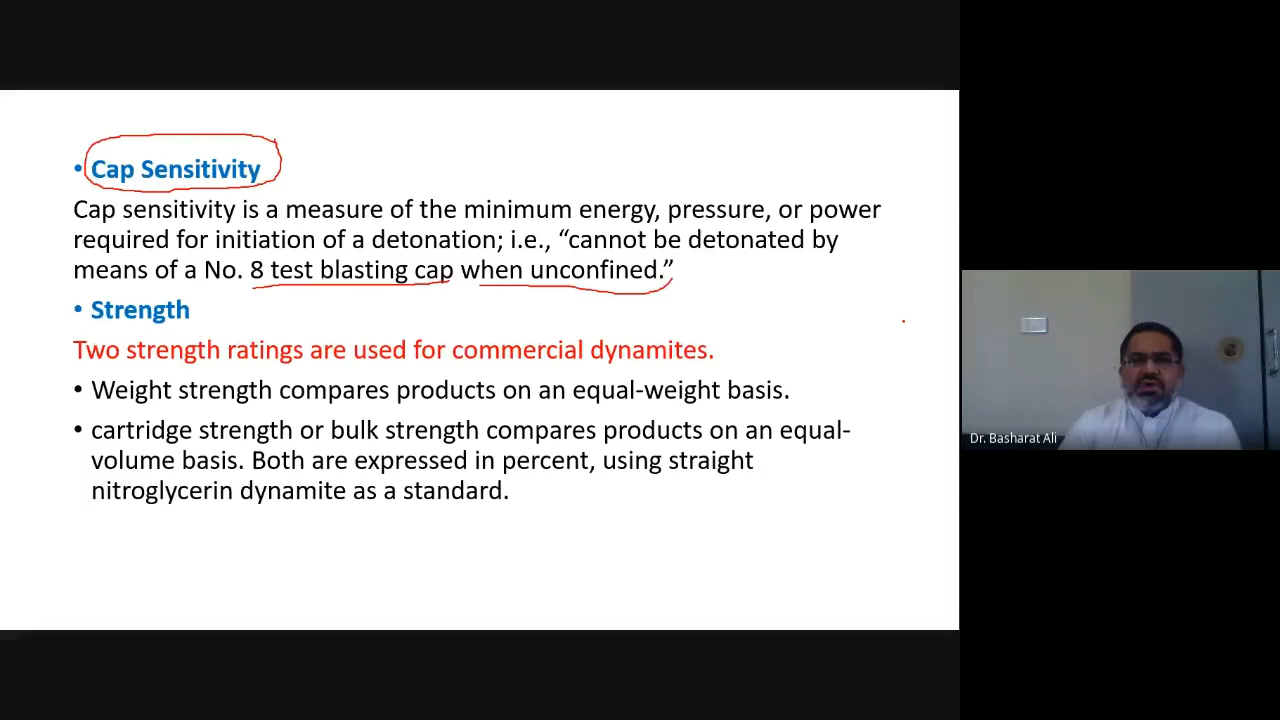 • Cap Sensitivity
Cap sensitivity is a measure of the minimum energy, pressure, or power
required for initiation of a detonation; i.e., “cannot be detonated by
means of a No. 8 test blasting cap when unconfined.”
• Strength
Two strength ratings are used for commercial dynamites.
• Weight strength compares products on an equal-weight basis.
• cartridge strength or bulk strength compares products on an equal-
volume basis. Both are expressed in percent, using straight
nitroglycerin dynamite as a standard.
Dr. Basharat Ali